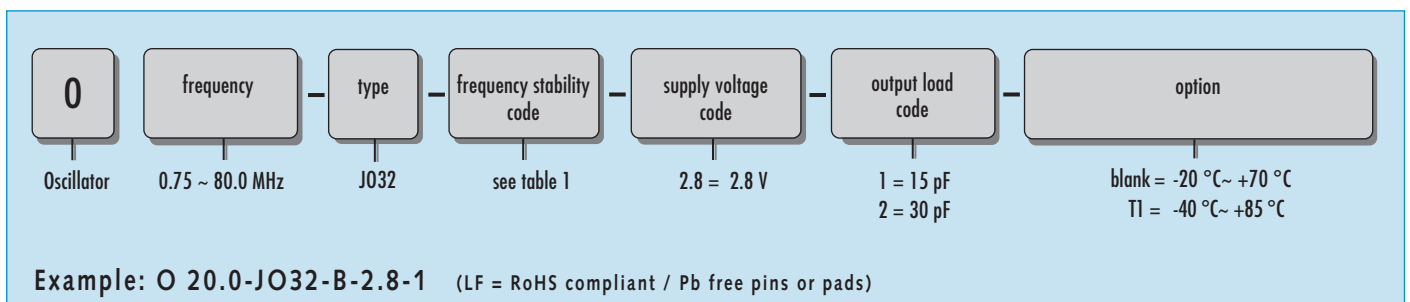 O
frequency
–
type
–
frequency stability
code
–
supply voltage
code
–
output load
code
–
option
Oscillator
0.75 ~ 80.0 MHz
JO32
see table 1
2.8 = 2.8 V
1 = 15 pF
2 = 30 pF
blank = -20 °C~ +70 °C
T1 = -40 °C~ +85 °C
Example: O 20.0-JO32-B-2.8-1 (LF = RoHS compliant / Pb free pins or pads)